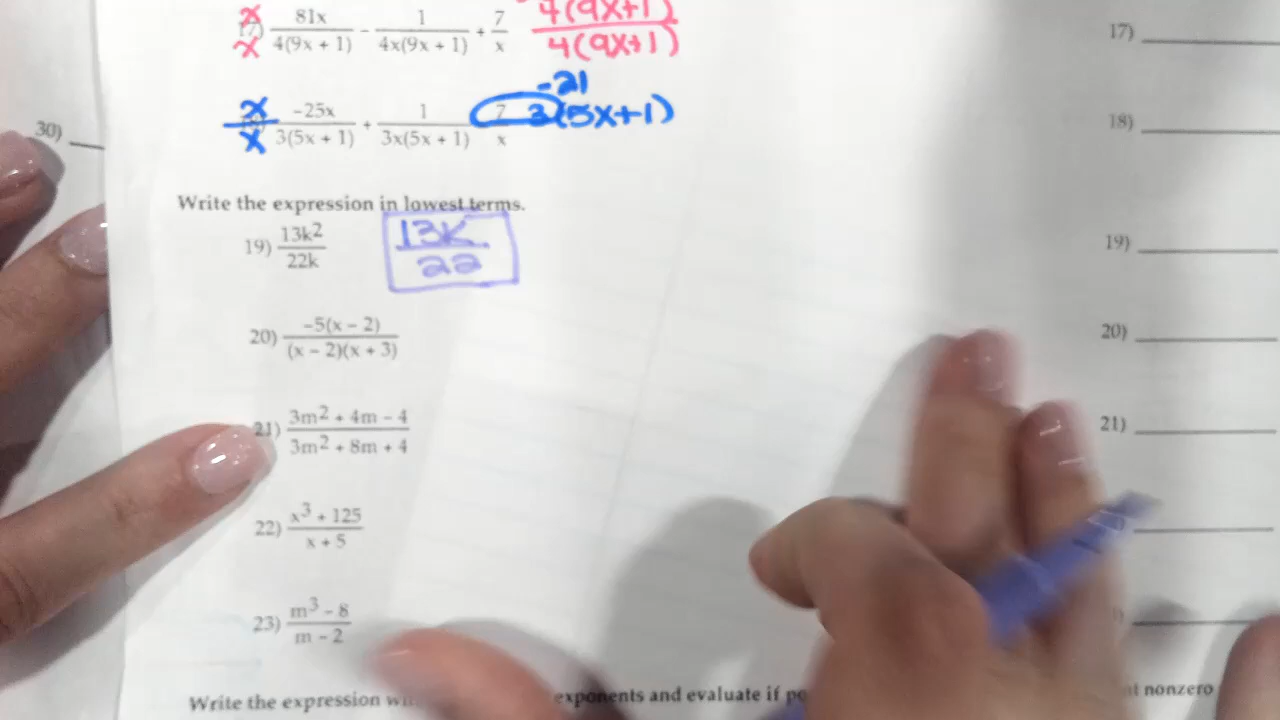 x 4(9x+1)
17) 81x/4(9x + 1) − 1/4x(9x + 1) + 7/x 4(9x+1) 17)
x
-21
x/x −25x/3(5x + 1) + 1/3x(5x + 1) 7/x 3(5x+1) 18)
30)
Write the expression in lowest terms.
19) 13k²/22k 13k/22 19)
20) −5(x − 2)/(x − 2)(x + 3) 20)
21) 3m² + 4m − 4/3m² + 8m + 4 21)
22) x³ + 125/x + 5
23) m³ − 8/m − 2
Write the expression exponents and evaluate if nonzero